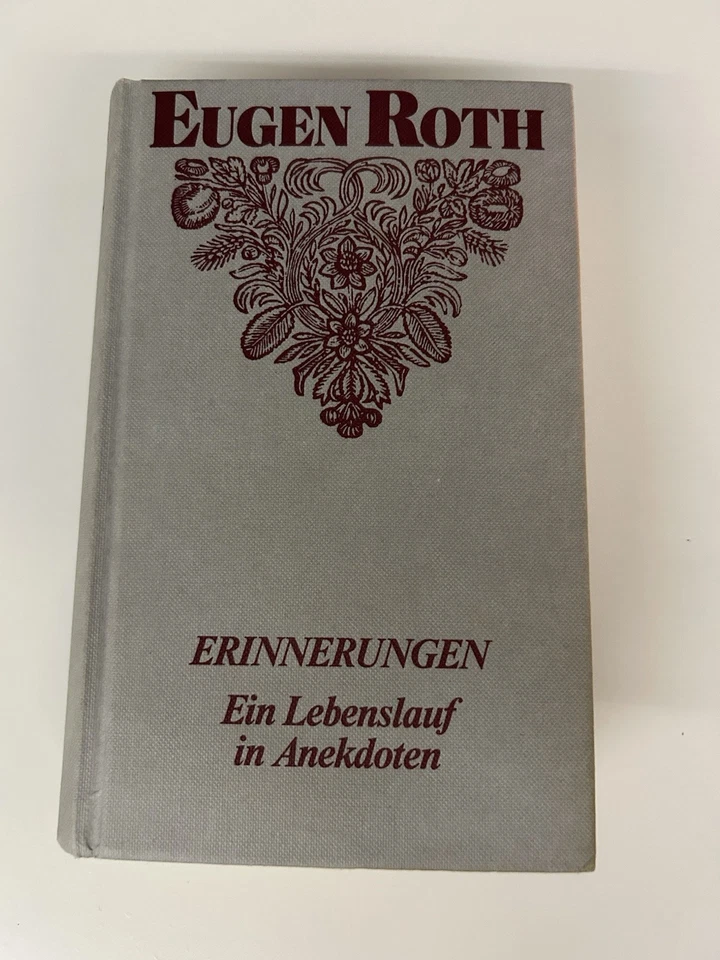 EUGEN ROTH
ERINNERUNGEN
Ein Lebenslauf
in Anekdoten